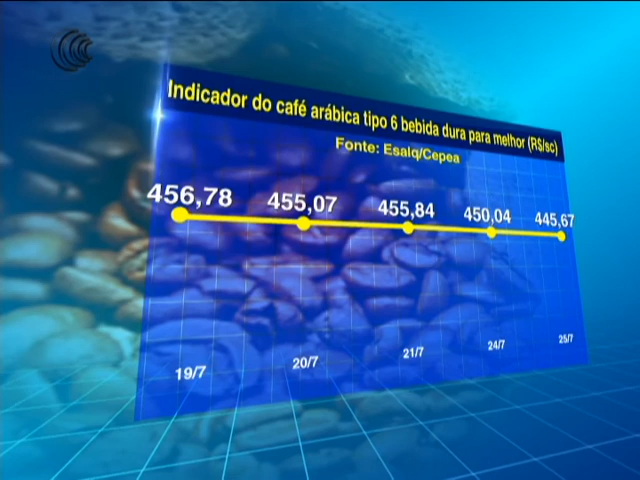 Indicador do café arábica tipo 6 bebida dura para melhor (R$/sc)
Fonte: Esalq/Cepea
456,78 455,07 455,84 450,04 445,67
19/7 20/7 21/7 24/7 25/7